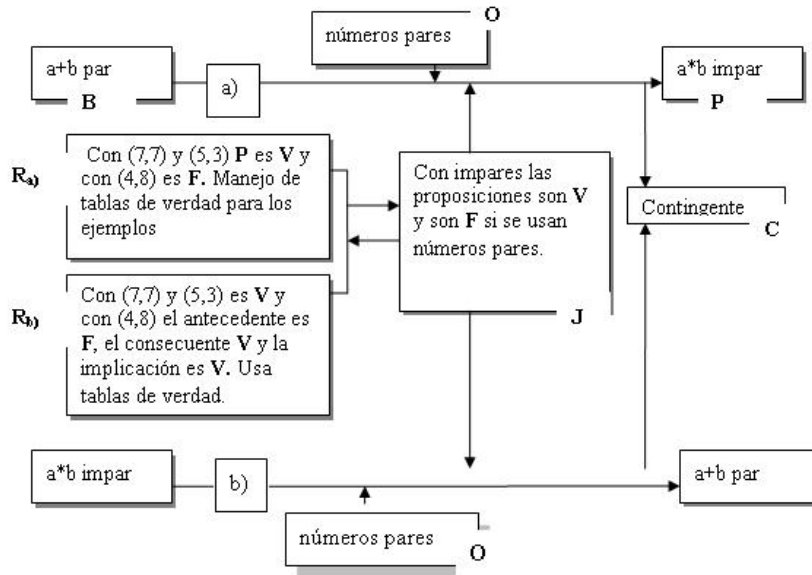 O
números pares
a+b par
B
a)
a*b impar
P
Ra)
Con (7,7) y (5,3) P es V y
con (4,8) es F. Manejo de
tablas de verdad para los
ejemplos
Con impares las
proposiciones son V
y son F si se usan
números pares.
J
Contingente
C
Rb)
Con (7,7) y (5,3) es V y
con (4,8) el antecedente es
F, el consecuente V y la
implicación es V. Usa
tablas de verdad.
a*b impar
b)
a+b par
números pares
O